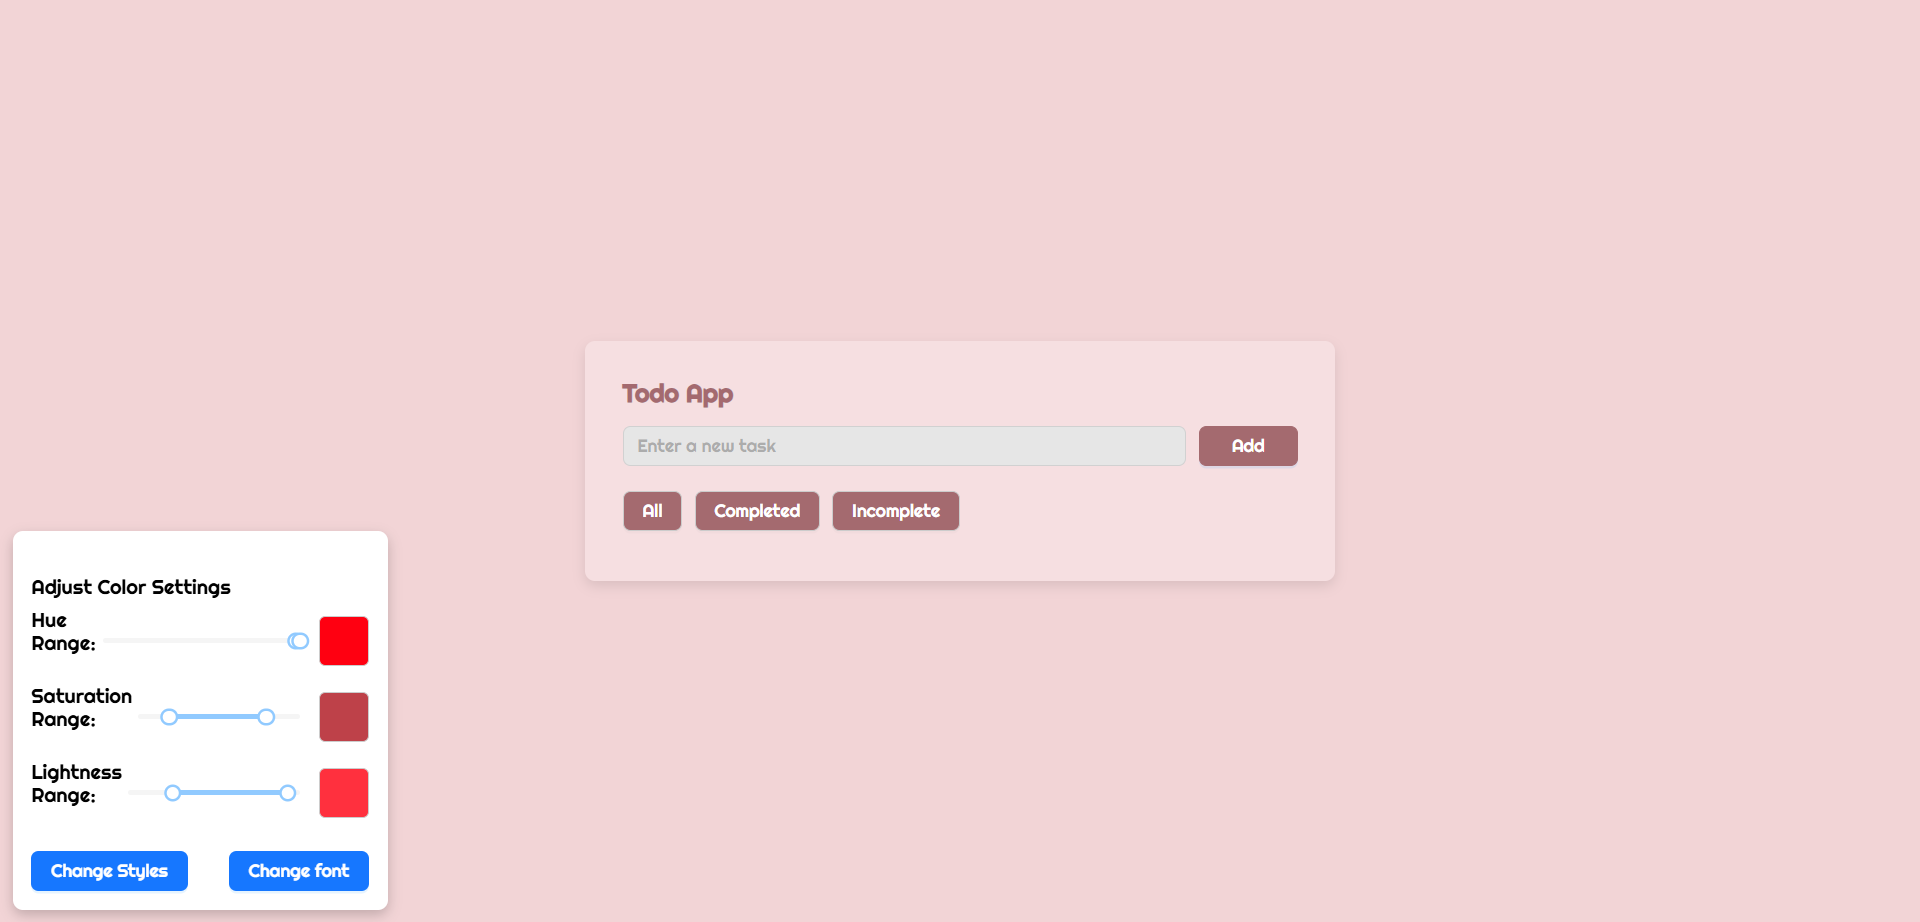 Todo App
Enter a new task
Add
All
Completed
Incomplete
Adjust Color Settings
Hue
Range:
Saturation
Range:
Lightness
Range:
Change Styles
Change font